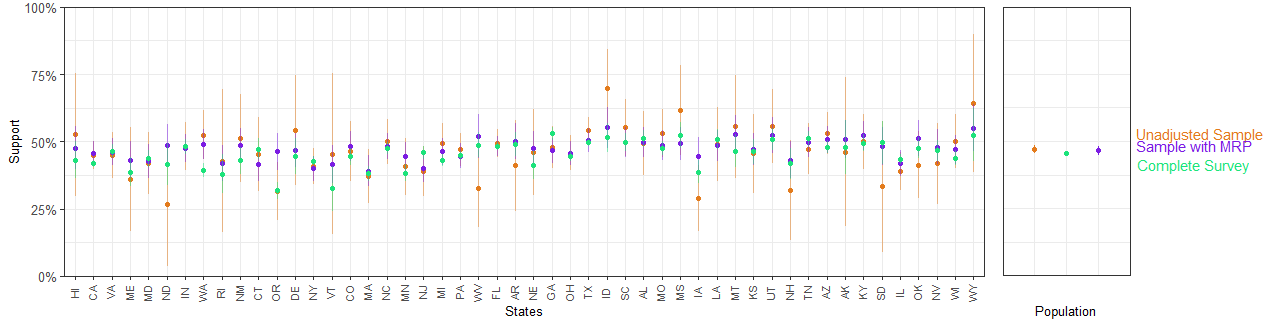 100%
75%
50%
25%
0%
Support
HI CA VA ME MD ND IN WA RI NM CT OR DE NY VT CO MA NC MN NJ MI PA WV FL AR NE GA OH TX ID SC AL MO MS IA LA MT KS UT NH TN AZ AK KY SD IL OK NV WI WY
States
Population
Unadjusted Sample
Sample with MRP
Complete Survey